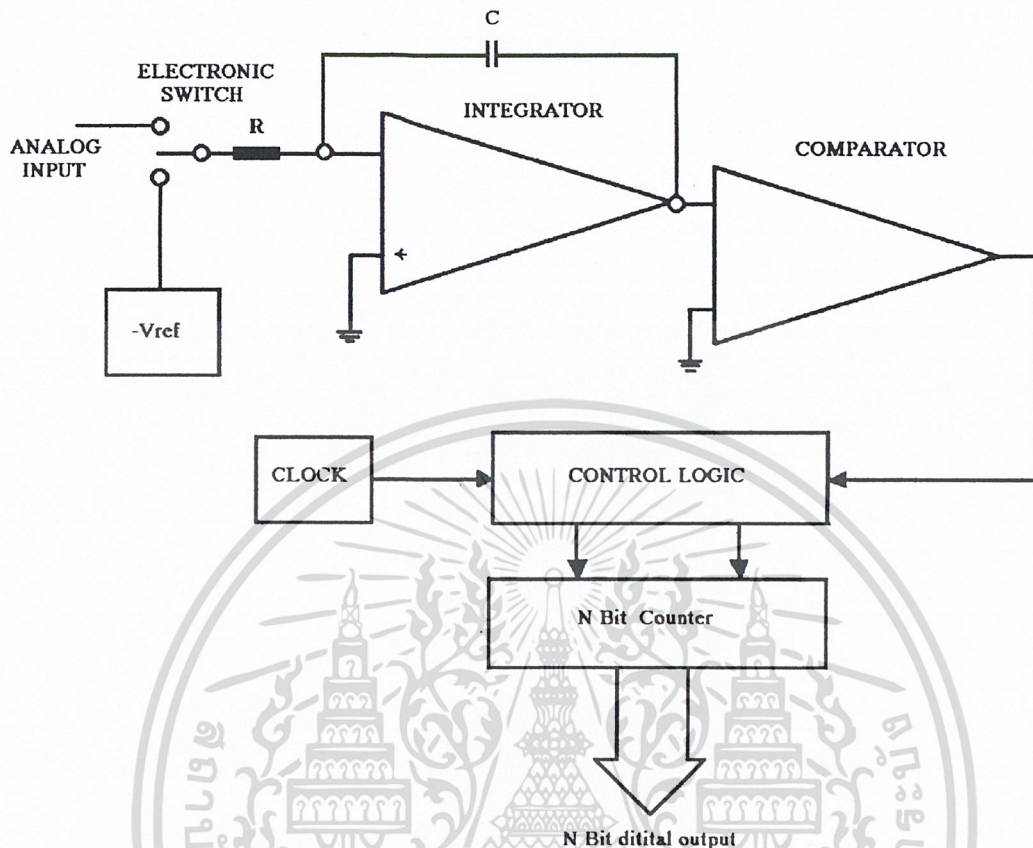 C
ELECTRONIC
SWITCH
R
INTEGRATOR
ANALOG
INPUT
COMPARATOR
+
-Vref
CLOCK
CONTROL LOGIC
N Bit Counter
N Bit ditital output